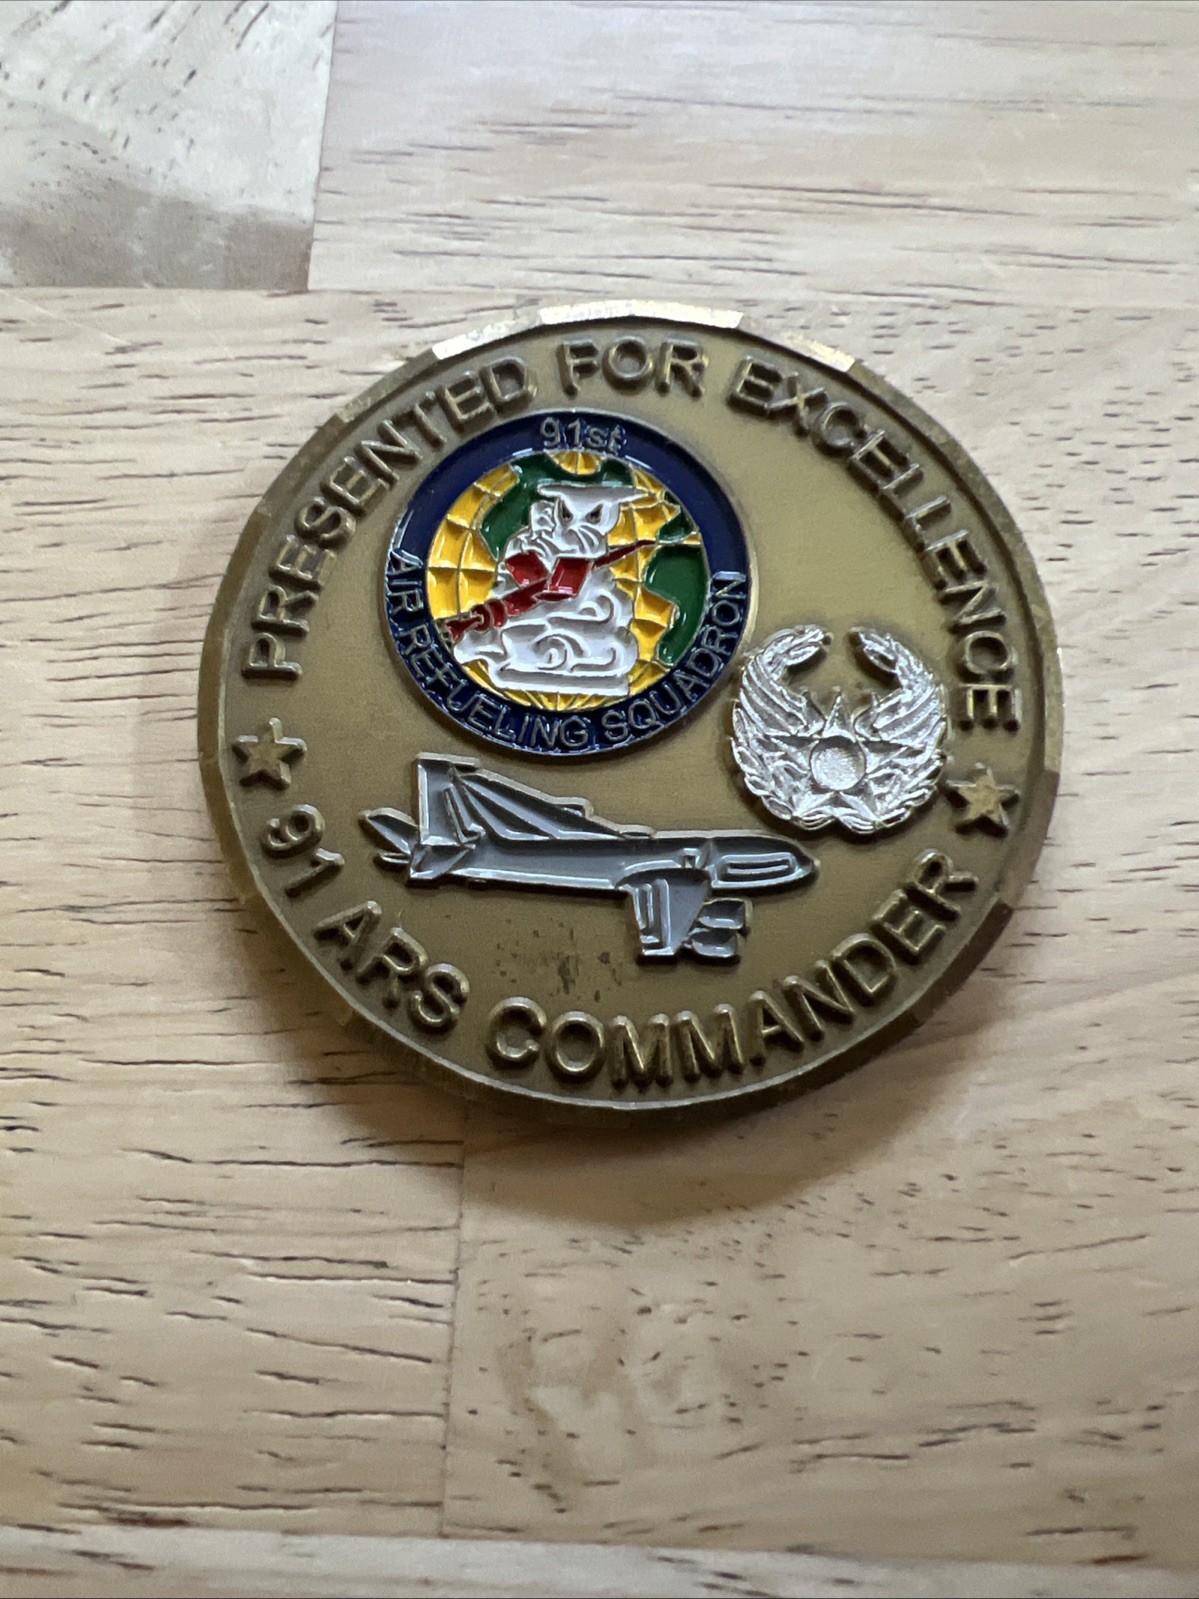 PRESENTED FOR EXCELLENCE
91st
AIR REFUELING SQUADRON
91 ARS COMMANDER